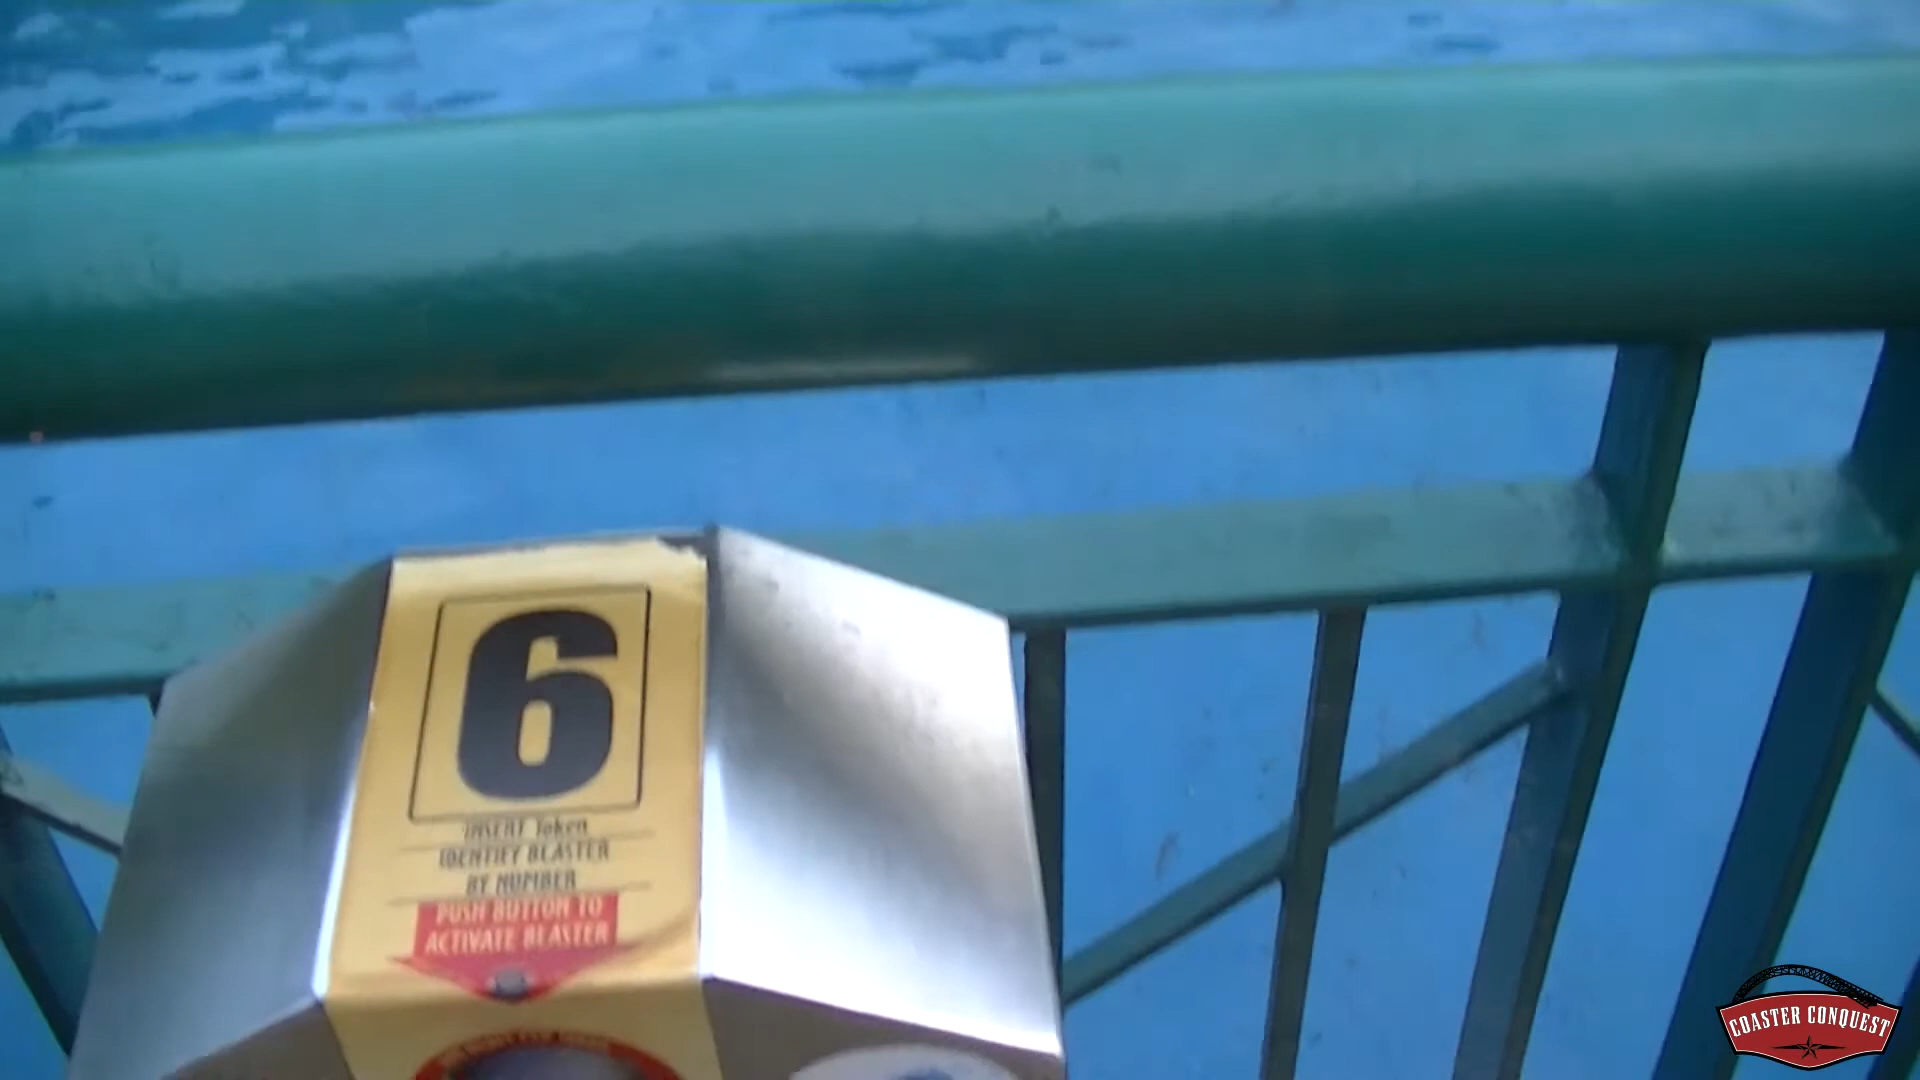 6
INSERT Token
IDENTIFY BLASTER
BY NUMBER
PUSH BUTTON TO
ACTIVATE BLASTER
COASTER CONQUEST